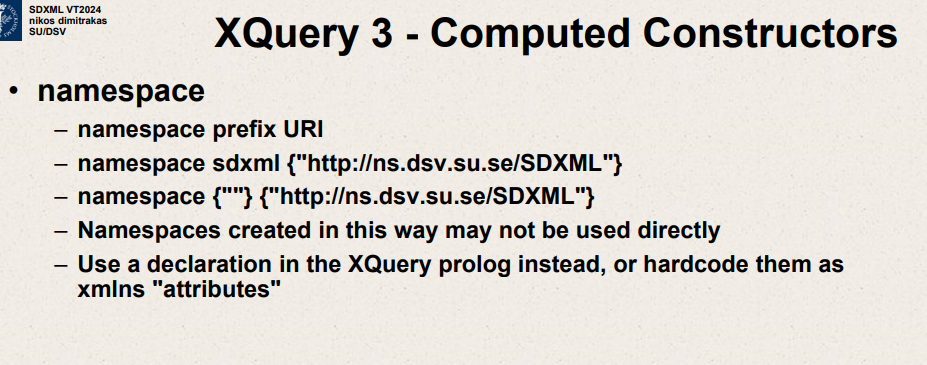 SDXML VT2024
nikos dimitrakas
SU/DSV
XQuery 3 - Computed Constructors
• namespace
– namespace prefix URI
– namespace sdxml {"http://ns.dsv.su.se/SDXML"}
– namespace {""} {"http://ns.dsv.su.se/SDXML"}
– Namespaces created in this way may not be used directly
– Use a declaration in the XQuery prolog instead, or hardcode them as
xmlns "attributes"